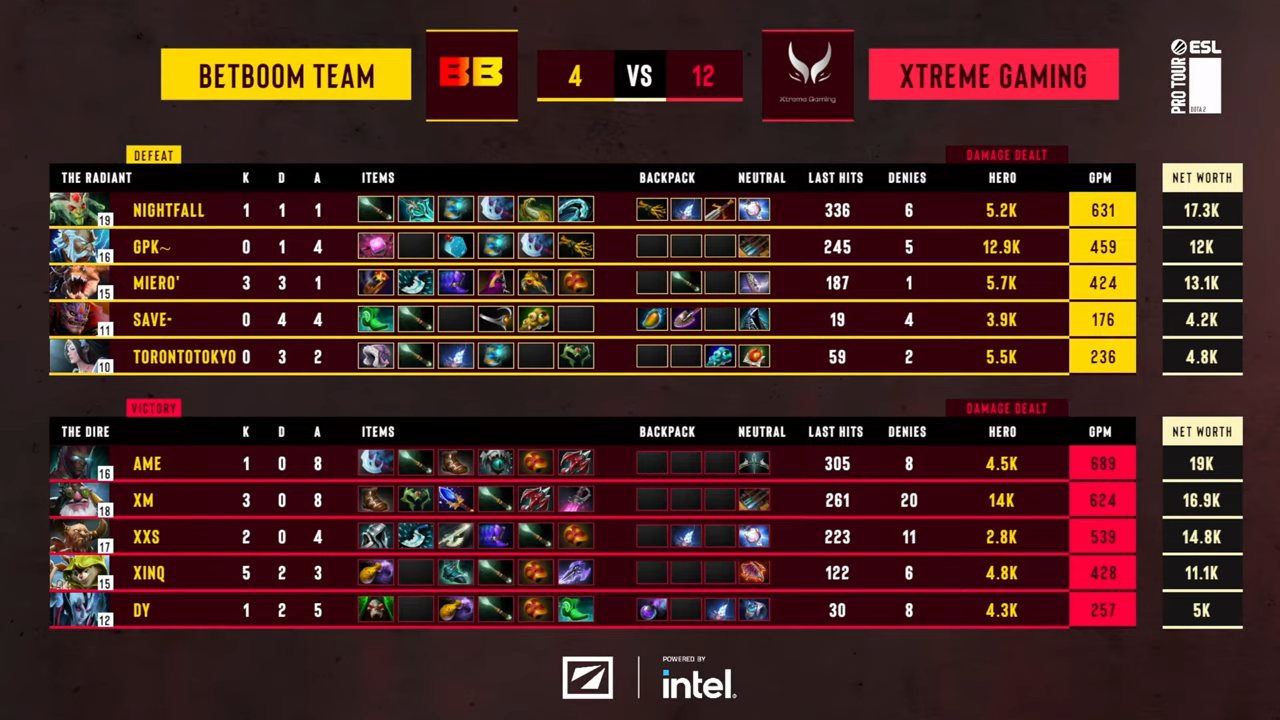 BETBOOM TEAM BB 4 VS 12 Xtreme Gaming XTREME GAMING
ESL PRO TOUR DOTA 2
DEFEAT DAMAGE DEALT
THE RADIANT K D A ITEMS BACKPACK NEUTRAL LAST HITS DENIES HERO GPM NET WORTH
19 NIGHTFALL 1 1 1 336 6 5.2K 631 17.3K
16 GPK~ 0 1 4 245 5 12.9K 459 12K
15 MIERO' 3 3 1 187 1 5.7K 424 13.1K
11 SAVE- 0 4 4 19 4 3.9K 176 4.2K
10 TORONTOTOKYO 0 3 2 59 2 5.5K 236 4.8K
VICTORY DAMAGE DEALT
THE DIRE K D A ITEMS BACKPACK NEUTRAL LAST HITS DENIES HERO GPM NET WORTH
16 AME 1 0 8 305 8 4.5K 689 19K
18 XM 3 0 8 261 20 14K 624 16.9K
17 XXS 2 0 4 223 11 2.8K 539 14.8K
15 XINQ 5 2 3 122 6 4.8K 428 11.1K
12 DY 1 2 5 30 8 4.3K 257 5K
POWERED BY
intel.